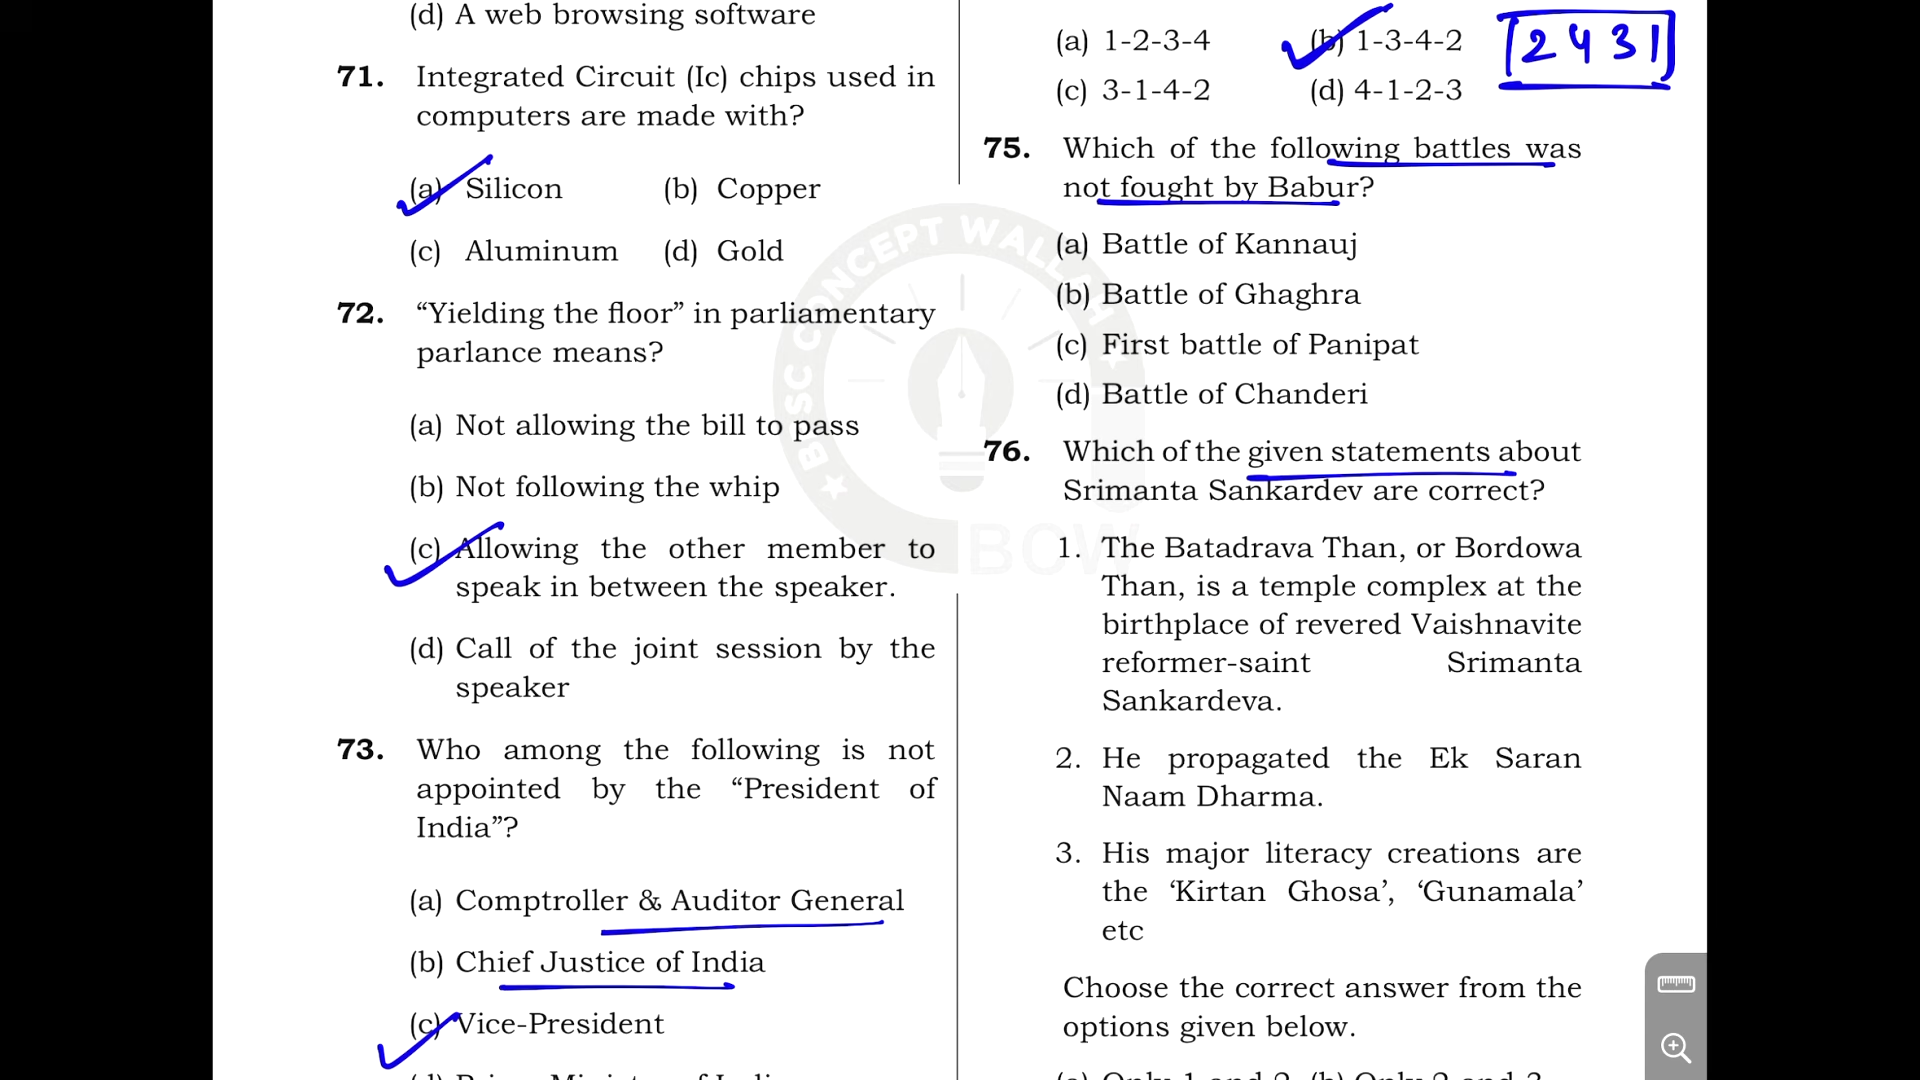 (d) A web browsing software
71. Integrated Circuit (Ic) chips used in
computers are made with?
(a) Silicon (b) Copper
(c) Aluminum (d) Gold
72. “Yielding the floor” in parliamentary
parlance means?
(a) Not allowing the bill to pass
(b) Not following the whip
(c) Allowing the other member to
speak in between the speaker.
(d) Call of the joint session by the
speaker
73. Who among the following is not
appointed by the “President of
India”?
(a) Comptroller & Auditor General
(b) Chief Justice of India
(c) Vice-President
(a) 1-2-3-4 (b) 1-3-4-2 2 4 3 1
(c) 3-1-4-2 (d) 4-1-2-3
75. Which of the following battles was
not fought by Babur?
(a) Battle of Kannauj
(b) Battle of Ghaghra
(c) First battle of Panipat
(d) Battle of Chanderi
76. Which of the given statements about
Srimanta Sankardev are correct?
1. The Batadrava Than, or Bordowa
Than, is a temple complex at the
birthplace of revered Vaishnavite
reformer-saint Srimanta
Sankardeva.
2. He propagated the Ek Saran
Naam Dharma.
3. His major literacy creations are
the ‘Kirtan Ghosa’, ‘Gunamala’
etc
Choose the correct answer from the
options given below.
BPSC CONCEPT WALLAH
BCW